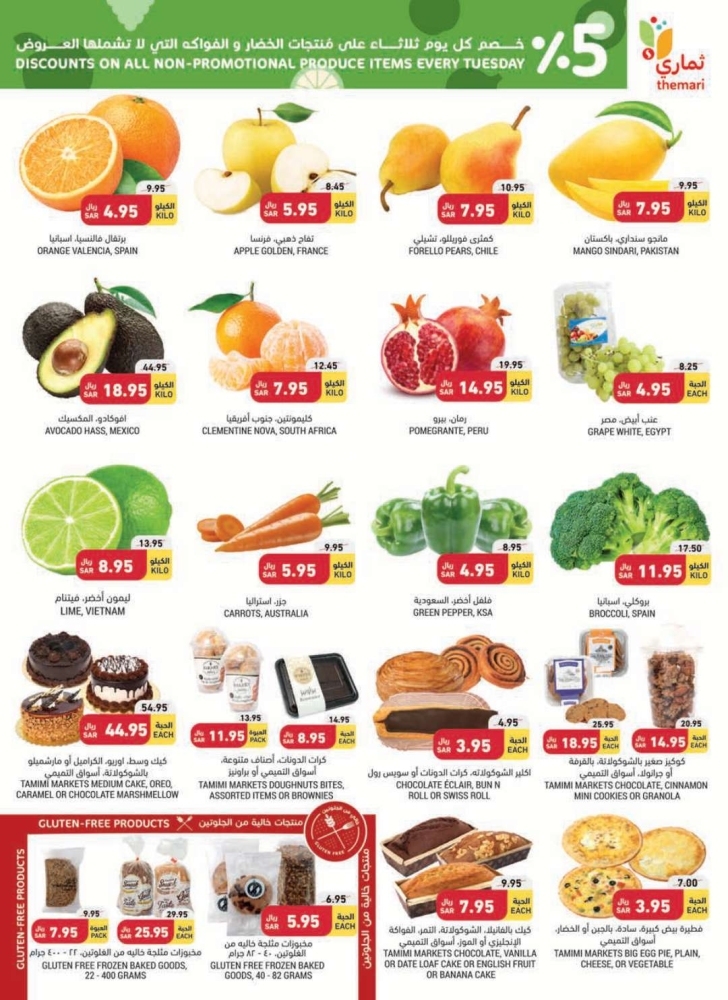 خصم كل يوم ثلاثاء على مُنتجات الخضار و الفواكه التي لا تشملها العــروض
DISCOUNTS ON ALL NON-PROMOTIONAL PRODUCE ITEMS EVERY TUESDAY
%5
ثماري
themari
9.95
ريال SAR 4.95 الكيلو KILO
برتقال فالنسيا، اسبانيا
ORANGE VALENCIA, SPAIN
8.45
ريال SAR 5.95 الكيلو KILO
تفاح ذهبي، فرنسا
APPLE GOLDEN, FRANCE
10.95
ريال SAR 7.95 الكيلو KILO
كمثرى فوريللو، تشيلي
FORELLO PEARS, CHILE
9.95
ريال SAR 7.95 الكيلو KILO
مانجو سنداري، باكستان
MANGO SINDARI, PAKISTAN
44.95
ريال SAR 18.95 الكيلو KILO
افوكادو، المكسيك
AVOCADO HASS, MEXICO
12.45
ريال SAR 7.95 الكيلو KILO
كليمونتين، جنوب أفريقيا
CLEMENTINE NOVA, SOUTH AFRICA
19.95
ريال SAR 14.95 الكيلو KILO
رمان، بيرو
POMEGRANTE, PERU
8.25
ريال SAR 4.95 الحبة EACH
عنب أبيض، مصر
GRAPE WHITE, EGYPT
13.95
ريال SAR 8.95 الكيلو KILO
ليمون أخضر، فيتنام
LIME, VIETNAM
9.95
ريال SAR 5.95 الكيلو KILO
جزر، استراليا
CARROTS, AUSTRALIA
8.95
ريال SAR 4.95 الكيلو KILO
فلفل أخضر، السعودية
GREEN PEPPER, KSA
17.50
ريال SAR 11.95 الكيلو KILO
بروكلي، اسبانيا
BROCCOLI, SPAIN
54.95
ريال SAR 44.95 الحبة EACH
كيك وسط، اوريو، الكراميل أو مارشميلو
بالشوكولاتة، أسواق التميمي
TAMIMI MARKETS MEDIUM CAKE, OREO,
CARAMEL OR CHOCOLATE MARSHMELLOW
13.95
ريال SAR 11.95 الحبة EACH
14.95
ريال SAR 8.95 الحبة EACH
كرات الدونات، أصناف متنوعة،
أسواق التميمي أو براونيز
TAMIMI MARKETS DOUGHNUTS BITES,
ASSORTED ITEMS OR BROWNIES
4.95
ريال SAR 3.95 الحبة EACH
اكلير الشوكولاته، كرات الدونات أو سويس رول
CHOCOLATE ÉCLAIR, BUN N
ROLL OR SWISS ROLL
25.95
ريال SAR 18.95 الحبة EACH
20.95
ريال SAR 14.95 الحبة EACH
كوكيز صغير بالشوكولاتة، بالقرفة
أو جرانولا، أسواق التميمي
TAMIMI MARKETS CHOCOLATE, CINNAMON
MINI COOKIES OR GRANOLA
GLUTEN-FREE PRODUCTS
منتجات خالية من الجلوتين
خالي من الجلوتين
GLUTEN FREE
GLUTEN-FREE PRODUCTS
منتجات خالية من الجلوتين
9.95
ريال SAR 7.95 العبوة PACK
29.95
ريال SAR 25.95 الحبة EACH
مخبوزات مثلجة خاليه من
الغلوتين، ٢٢ - ٤٠٠ جرام
GLUTEN FREE FROZEN BAKED GOODS,
22 - 400 GRAMS
6.95
ريال SAR 5.95 الحبة EACH
مخبوزات مثلجة خاليه من
الغلوتين، ٤٠ - ٨٢ جرام
GLUTEN FREE FROZEN BAKED
GOODS, 40 - 82 GRAMS
9.95
ريال SAR 7.95 الحبة EACH
كيك بالفانيلا، الشوكولاتة، التمر، الفواكة
الإنجليزي أو الموز، أسواق التميمي
TAMIMI MARKETS CHOCOLATE, VANILLA
OR DATE LOAF CAKE OR ENGLISH FRUIT
OR BANANA CAKE
7.00
ريال SAR 3.95 الحبة EACH
فطيرة بيض كبيرة، سادة، بالجبن أو الخضار،
أسواق التميمي
TAMIMI MARKETS BIG EGG PIE, PLAIN,
CHEESE, OR VEGETABLE